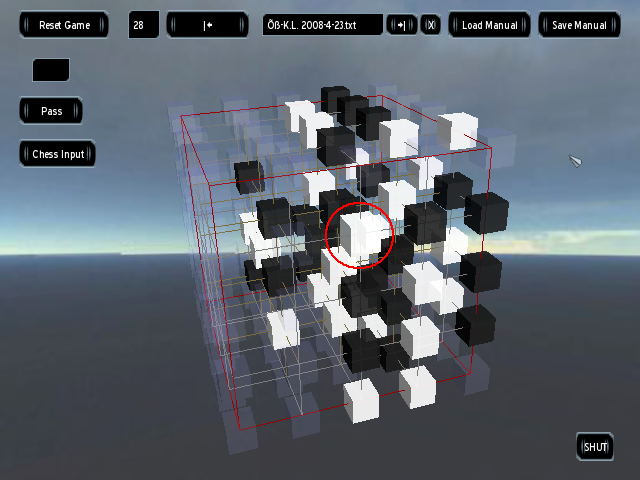 Reset Game
28
|←
Õß-K.L. 2008-4-23.txt
→|
X
Load Manual
Save Manual
Pass
Chess Input
SHUT